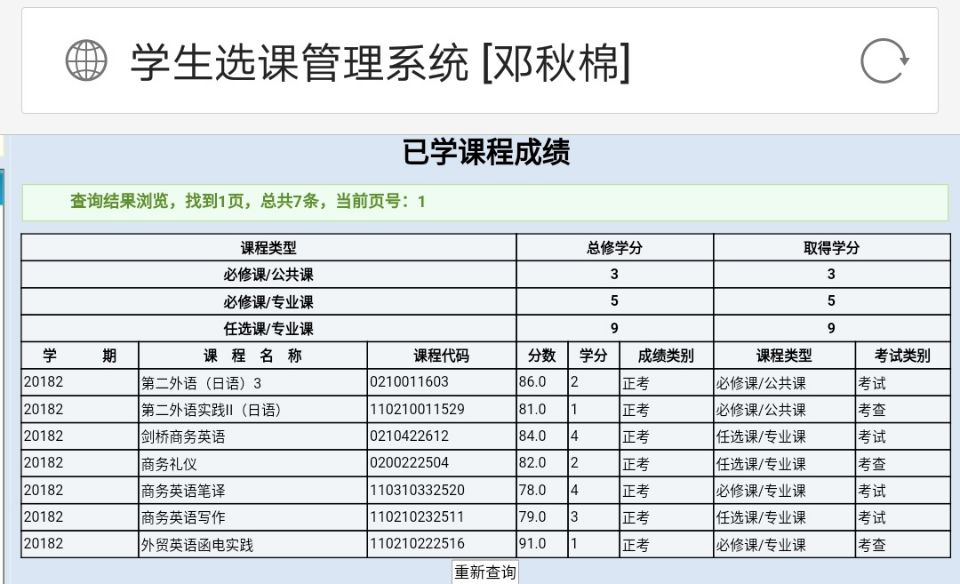 学生选课管理系统 [邓秋棉]
已学课程成绩
查询结果浏览，找到1页，总共7条，当前页号：1
课程类型 总修学分 取得学分
必修课/公共课 3 3
必修课/专业课 5 5
任选课/专业课 9 9
学 期 课 程 名 称 课程代码 分数 学分 成绩类别 课程类型 考试类别
20182 第二外语（日语）3 0210011603 86.0 2 正考 必修课/公共课 考试
20182 第二外语实践II（日语） 110210011529 81.0 1 正考 必修课/公共课 考查
20182 剑桥商务英语 0210422612 84.0 4 正考 任选课/专业课 考试
20182 商务礼仪 0200222504 82.0 2 正考 任选课/专业课 考查
20182 商务英语笔译 110310332520 78.0 4 正考 必修课/专业课 考试
20182 商务英语写作 110210232511 79.0 3 正考 任选课/专业课 考试
20182 外贸英语函电实践 110210222516 91.0 1 正考 必修课/专业课 考查
重新查询